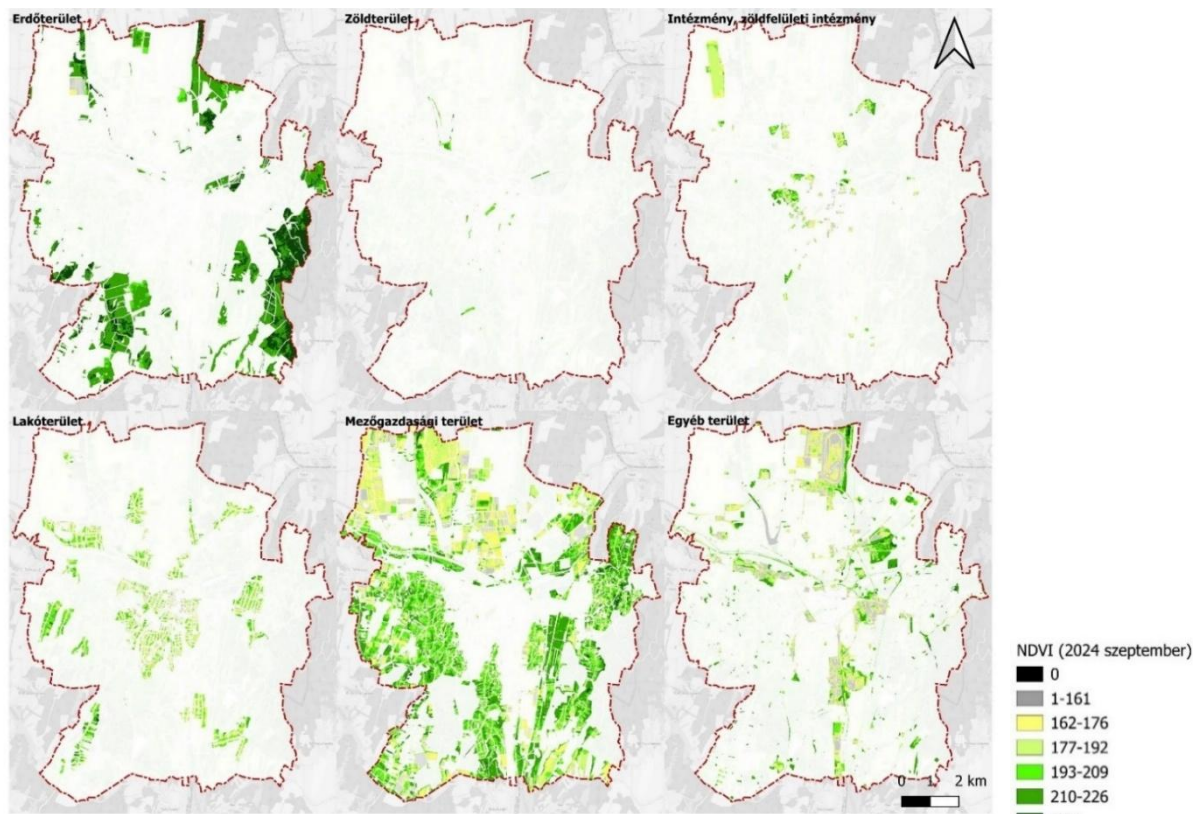 Erdőterület
Zöldterület
Intézmény, zöldfelületi intézmény
Lakóterület
Mezőgazdasági terület
Egyéb terület
0 1 2 km
NDVI (2024 szeptember)
0
1-161
162-176
177-192
193-209
210-226